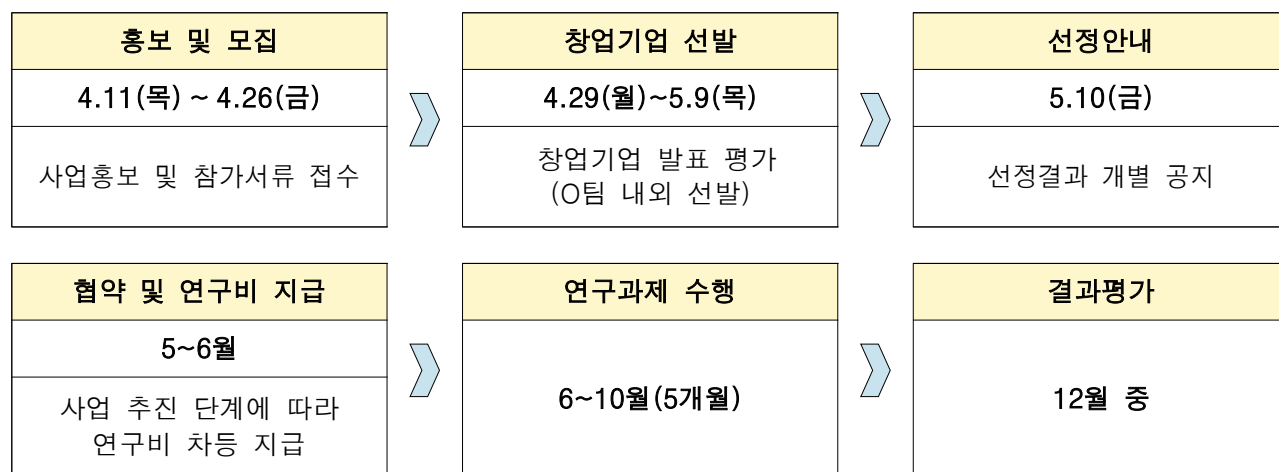 홍보 및 모집
4.11(목) ~ 4.26(금)
사업홍보 및 참가서류 접수
창업기업 선발
4.29(월)~5.9(목)
창업기업 발표 평가
(O팀 내외 선발)
선정안내
5.10(금)
선정결과 개별 공지
협약 및 연구비 지급
5~6월
사업 추진 단계에 따라
연구비 차등 지급
연구과제 수행
6~10월(5개월)
결과평가
12월 중